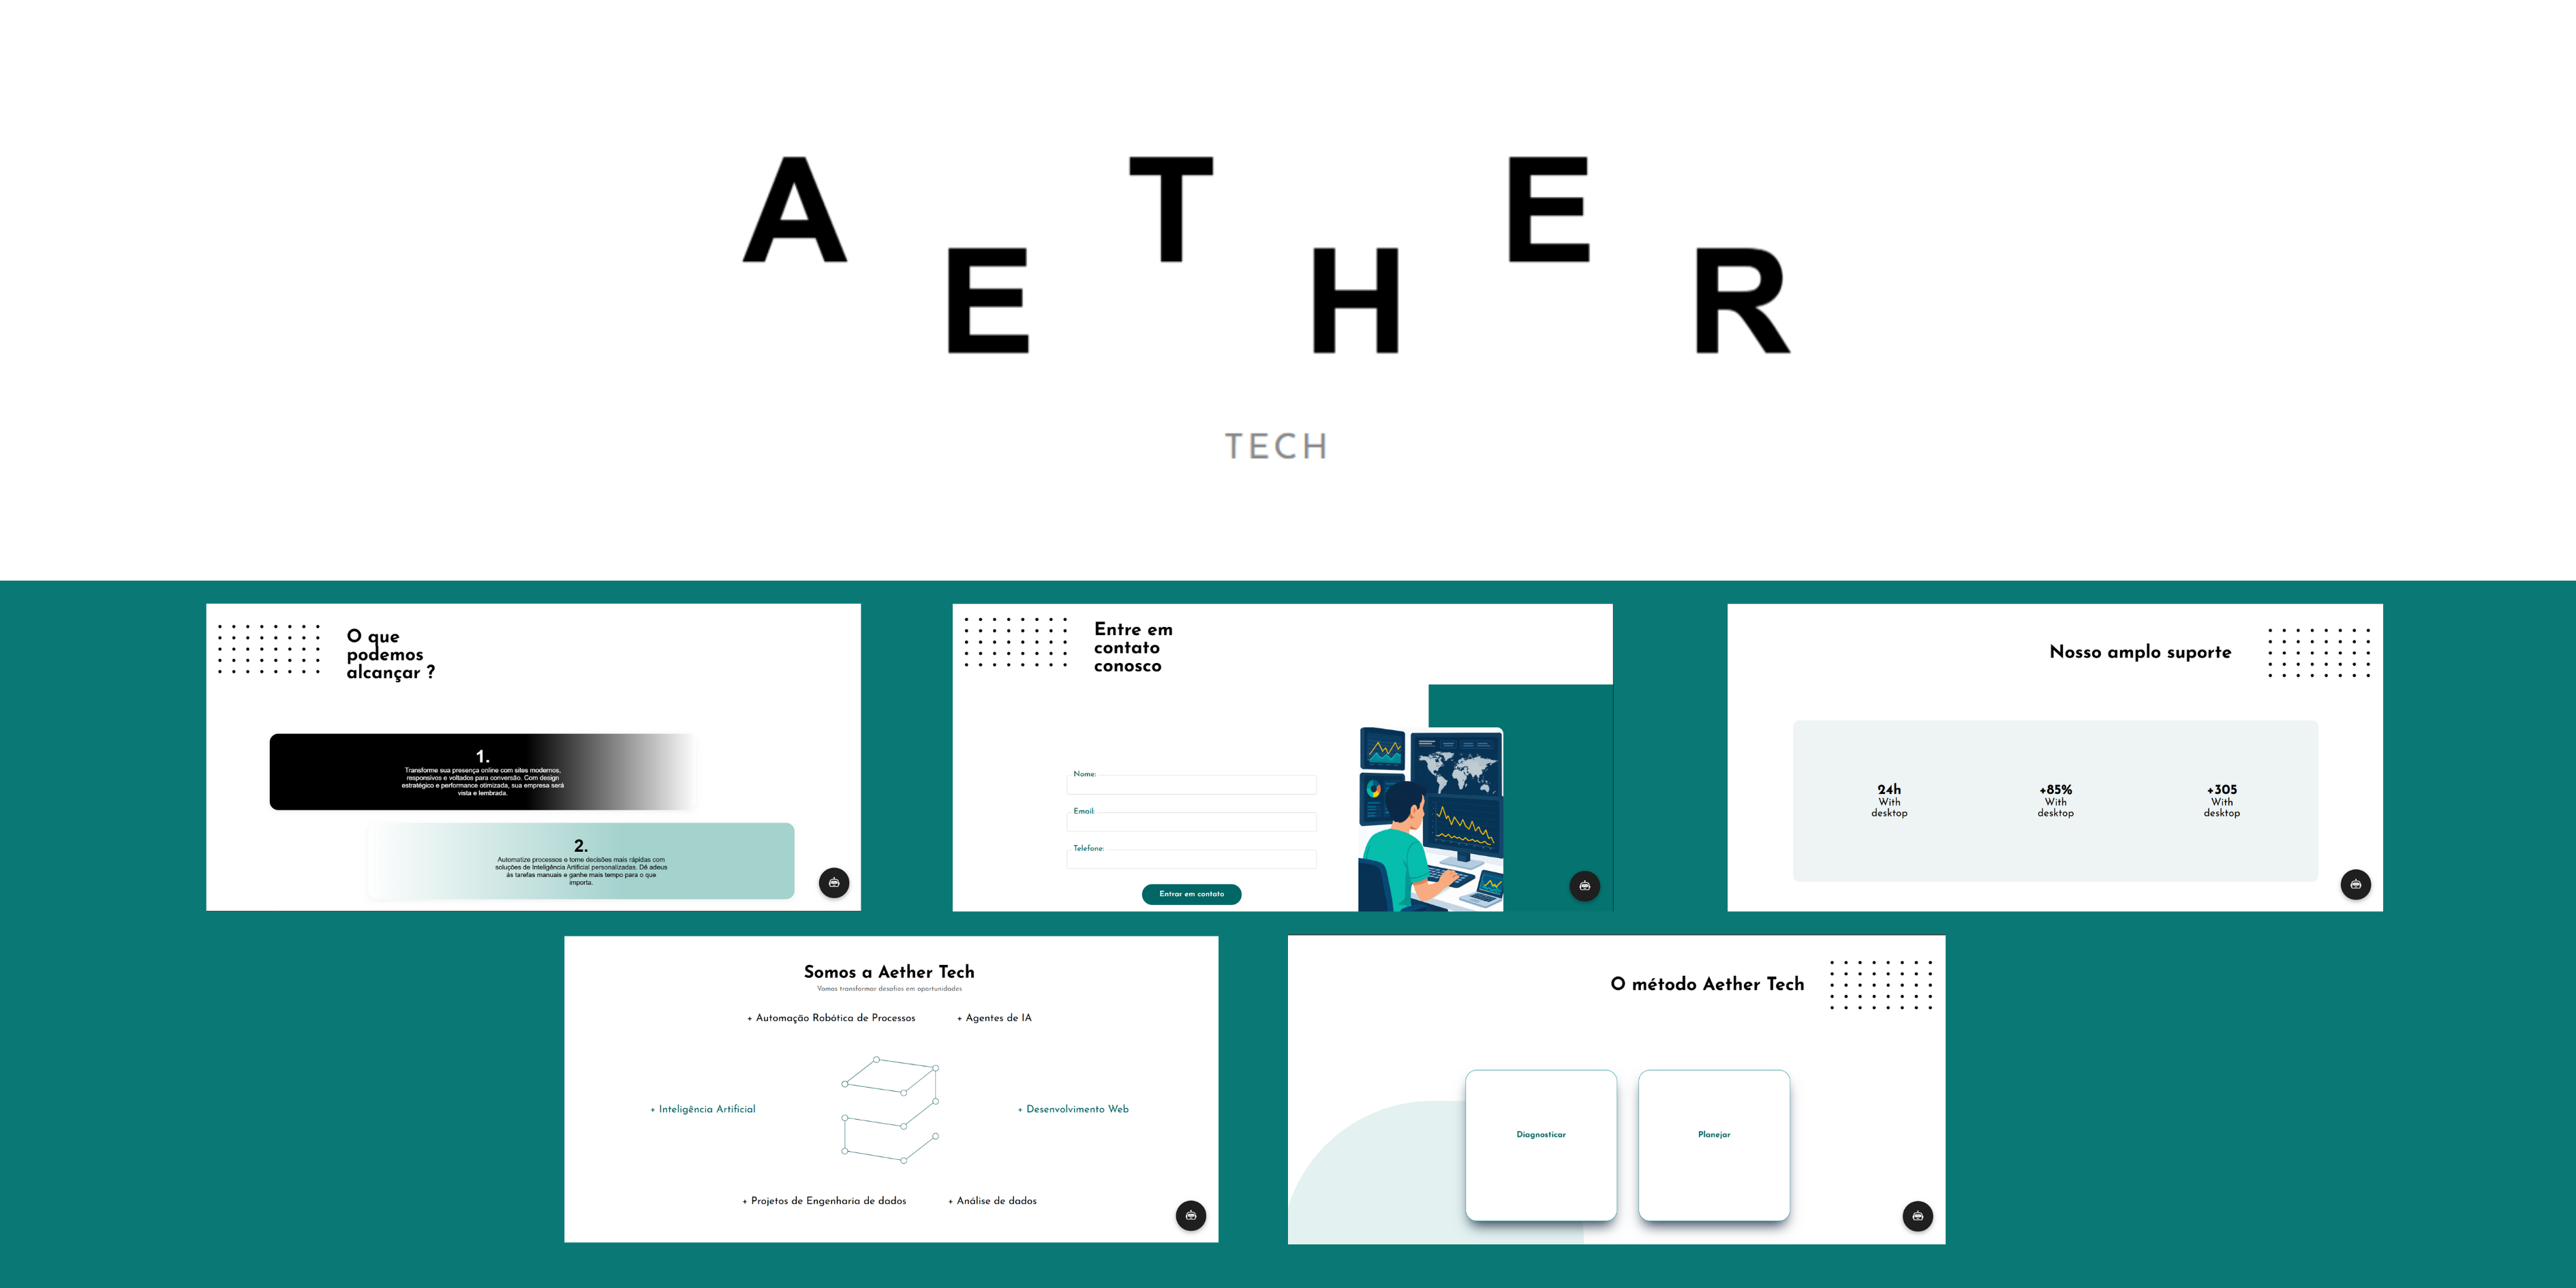 AETHER
TECH
O que
podemos
alcançar ?
1.
Transforme sua presença online com sites modernos,
responsivos e voltados para conversão. Com design
estratégico e performance otimizada, sua empresa será
vista e lembrada.
2.
Automatize processos e tome decisões mais rápidas com
soluções de Inteligência Artificial personalizadas. Dê adeus
às tarefas manuais e ganhe mais tempo para o que
importa.
Entre em
contato
conosco
Nome:
Email:
Telefone:
Entrar em contato
Nosso amplo suporte
24h
With
desktop
+85%
With
desktop
+305
With
desktop
Somos a Aether Tech
Vamos transformar desafios em oportunidades
+ Automação Robótica de Processos
+ Agentes de IA
+ Inteligência Artificial
+ Desenvolvimento Web
+ Projetos de Engenharia de dados
+ Análise de dados
O método Aether Tech
Diagnosticar
Planejar